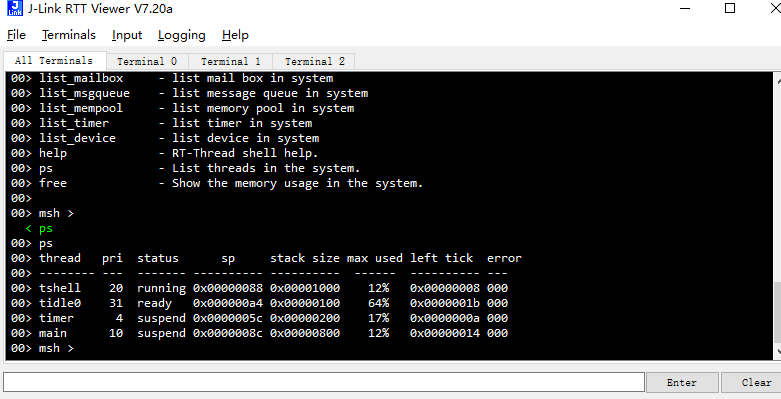 J-Link RTT Viewer V7.20a
File Terminals Input Logging Help
All Terminals Terminal 0 Terminal 1 Terminal 2
00> list_mailbox     - list mail box in system
00> list_msgqueue    - list message queue in system
00> list_mempool     - list memory pool in system
00> list_timer       - list timer in system
00> list_device      - list device in system
00> help             - RT-Thread shell help.
00> ps               - List threads in the system.
00> free             - Show the memory usage in the system.
00>
00> msh >
< ps
00> ps
00> thread   pri  status      sp     stack size max used left tick  error
00> -------- ---  ------- ---------- ----------  ------  ---------- ---
00> tshell    20  running 0x00000088 0x00001000    12%   0x00000008 000
00> tidle0    31  ready   0x000000a4 0x00000100    64%   0x0000001b 000
00> timer      4  suspend 0x0000005c 0x00000200    17%   0x0000000a 000
00> main      10  suspend 0x0000008c 0x00000800    12%   0x00000014 000
00> msh >
Enter Clear